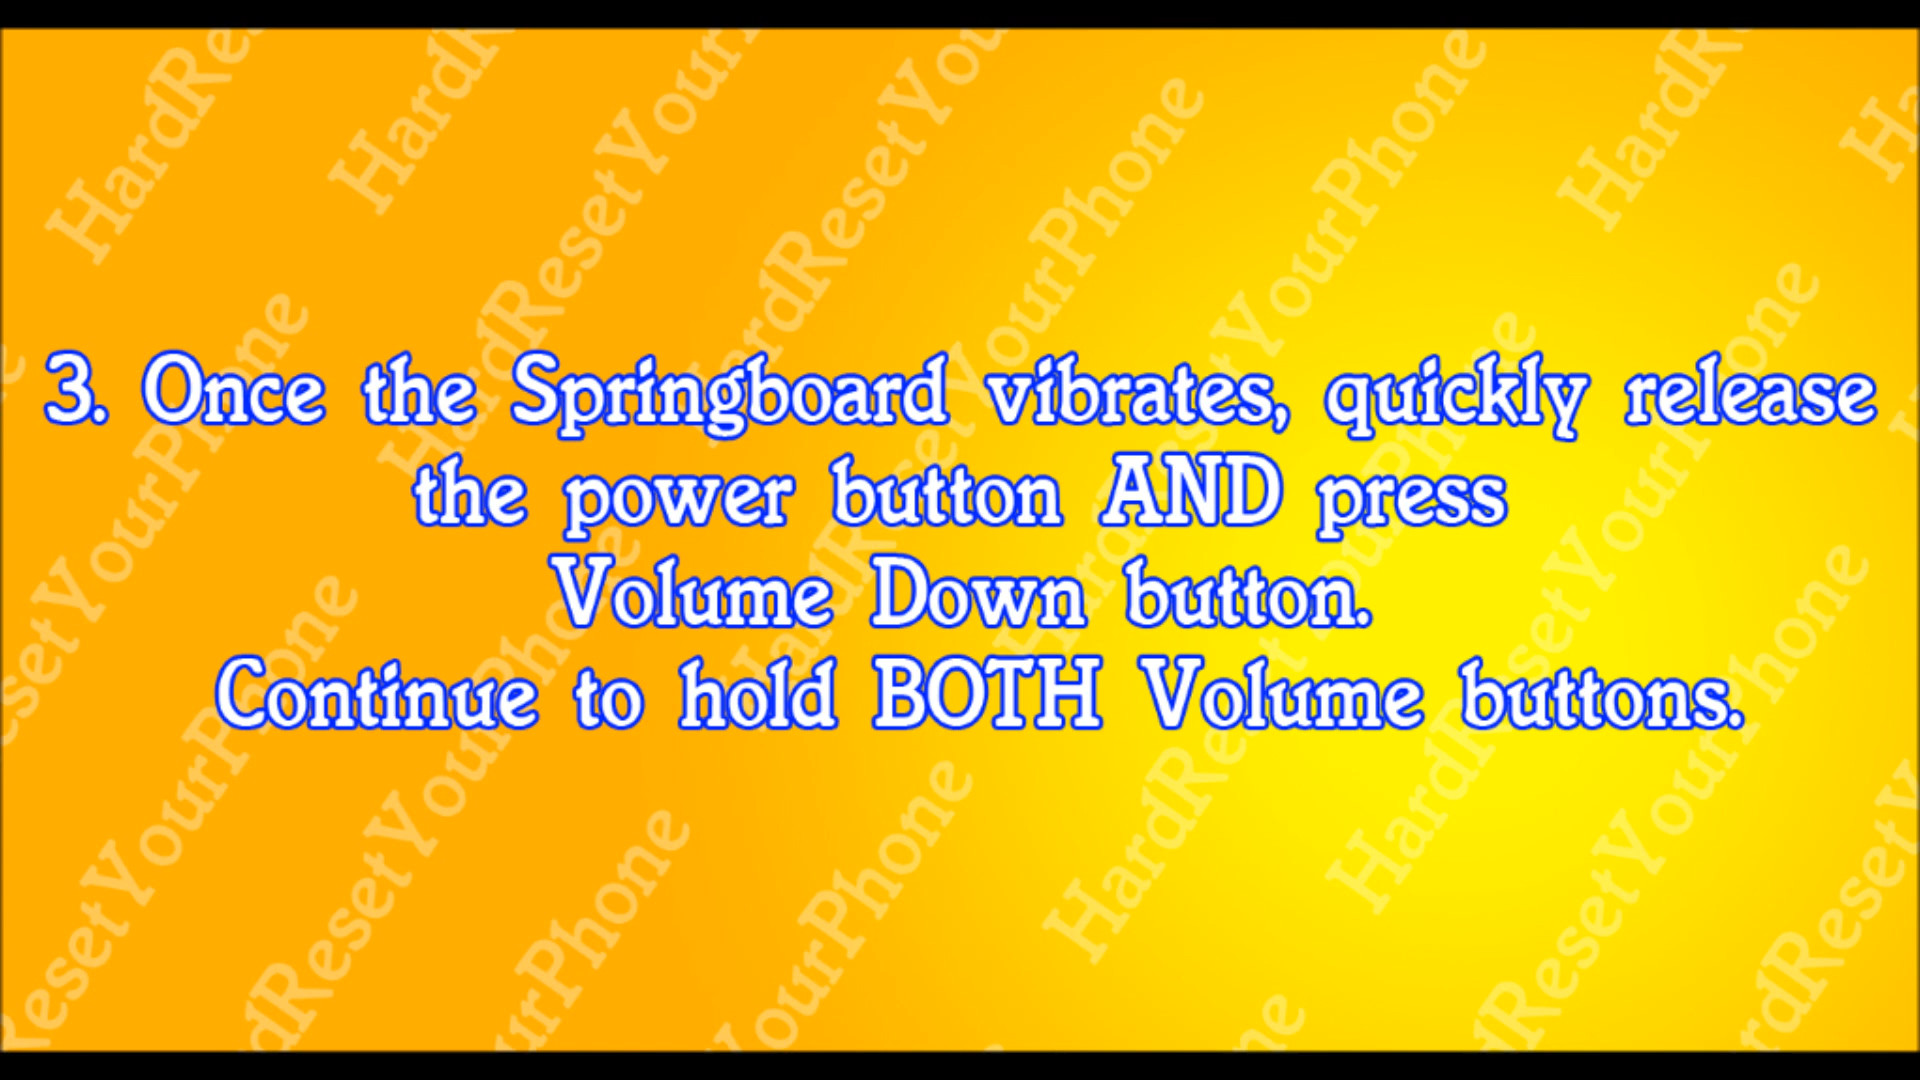 3. Once the Springboard vibrates, quickly release
the power button AND press
Volume Down button.
Continue to hold BOTH Volume buttons.
HardResetYourPhone